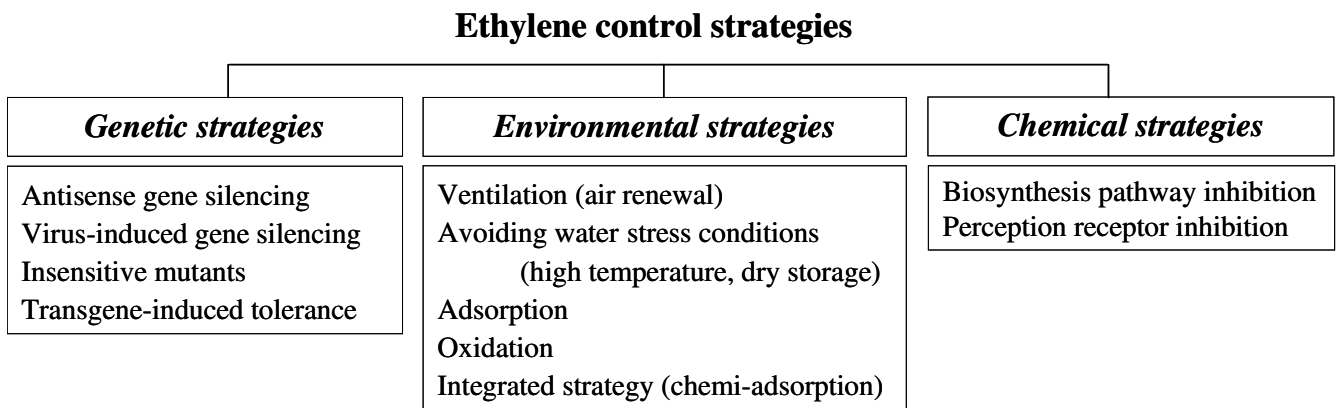 Ethylene control strategies
Genetic strategies
Antisense gene silencing
Virus-induced gene silencing
Insensitive mutants
Transgene-induced tolerance
Environmental strategies
Ventilation (air renewal)
Avoiding water stress conditions
(high temperature, dry storage)
Adsorption
Oxidation
Integrated strategy (chemi-adsorption)
Chemical strategies
Biosynthesis pathway inhibition
Perception receptor inhibition